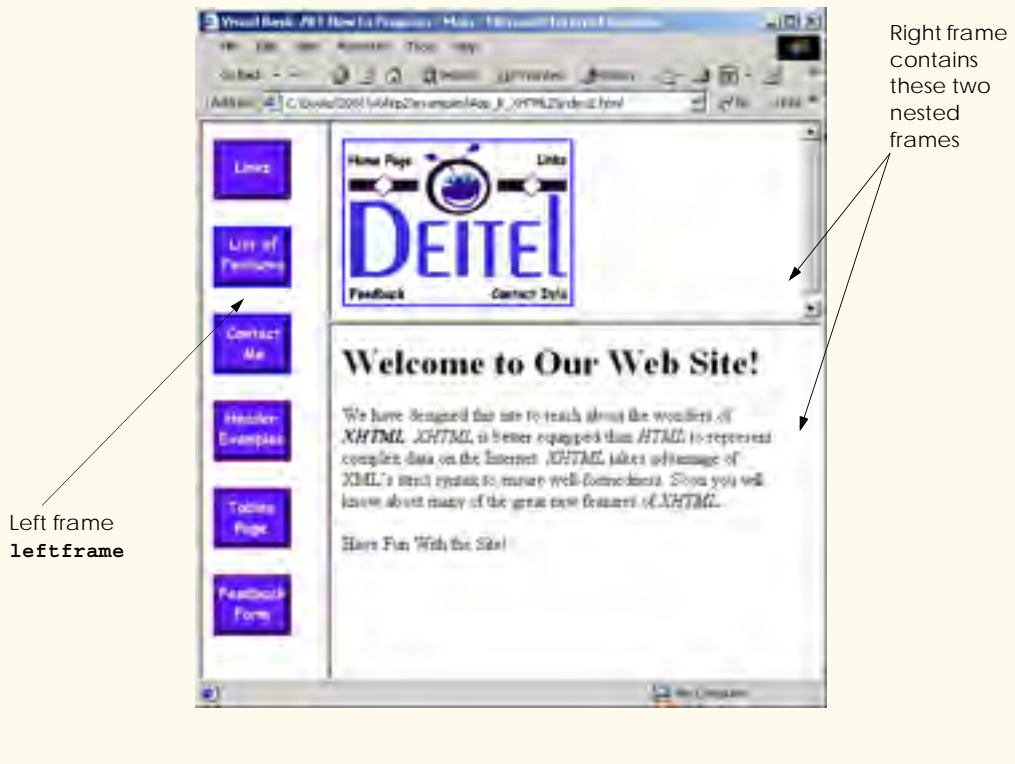 Right frame
contains
these two
nested
frames
Left frame
leftframe
Links
List of
Features
Contact
Me
Header
Examples
Tables
Page
Feedback
Form
Home Page Links
DEITEL
Feedback Contact Info
Welcome to Our Web Site!
We have designed this site to teach about the wonders of
XHTML. XHTML is better equipped than HTML to represent
complex data on the Internet. XHTML takes advantage of
XML's strict syntax to ensure well-formedness. Soon you will
know about many of the great new features of XHTML.
Have Fun With the Site!
My Computer